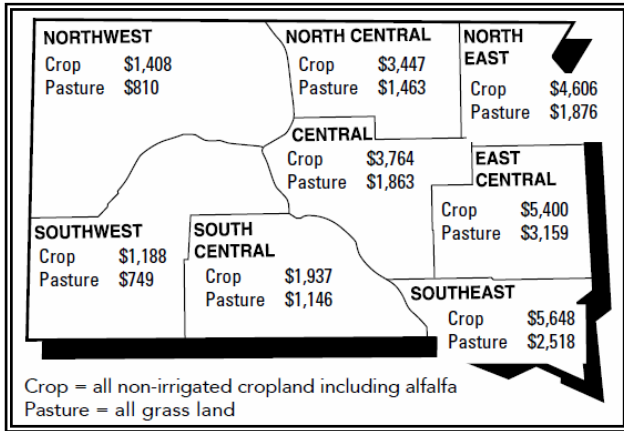 NORTHWEST
Crop $1,408
Pasture $810
NORTH CENTRAL
Crop $3,447
Pasture $1,463
NORTH
EAST
Crop $4,606
Pasture $1,876
CENTRAL
Crop $3,764
Pasture $1,863
EAST
CENTRAL
Crop $5,400
Pasture $3,159
SOUTHWEST
Crop $1,188
Pasture $749
SOUTH
CENTRAL
Crop $1,937
Pasture $1,146
SOUTHEAST
Crop $5,648
Pasture $2,518
Crop = all non-irrigated cropland including alfalfa
Pasture = all grass land